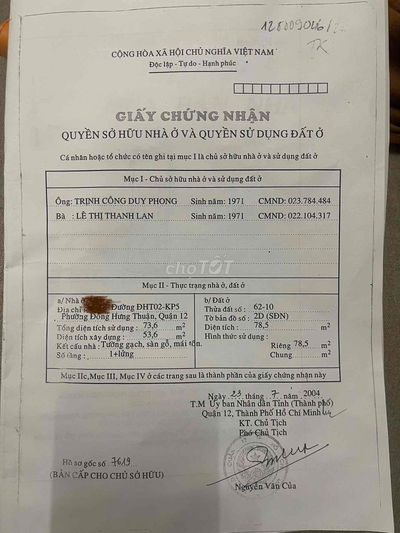 CỘNG HÒA XÃ HỘI CHỦ NGHĨA VIỆT NAM
Độc lập - Tự do - Hạnh phúc
GIẤY CHỨNG NHẬN
QUYỀN SỞ HỮU NHÀ Ở VÀ QUYỀN SỬ DỤNG ĐẤT Ở
Cá nhân hoặc tổ chức có tên ghi tại mục I là chủ sở hữu nhà ở và sử dụng đất ở
Mục I - Chủ sở hữu nhà ở và sử dụng đất ở
Ông: TRỊNH CÔNG DUY PHONG Sinh năm: 1971 CMND: 023.784.484
Bà : LÊ THỊ THANH LAN Sinh năm: 1971 CMND: 022.104.317
choTỐT
Mục II - Thực trạng nhà ở, đất ở
a/ Nhà ở
Địa chỉ Đường ĐHT02-KP5
Phường Đông Hưng Thuận, Quận 12
Tổng diện tích sử dụng : 73,6 m2
Diện tích xây dựng : 53,6 m2
Kết cấu nhà: Tường gạch, sàn gỗ, mái tôn.
Số tầng : 1+lửng
b/ Đất ở
Thửa đất số: 62-10
Tờ bản đồ số: 2D (SĐN)
Diện tích: 78,5 m2
Hình thức sử dụng:
Riêng 78,5 m2
Chung m2
Mục IIc, Mục III, Mục IV ở các trang sau là thành phần của giấy chứng nhận này
Ngày 23 tháng 7 năm 2004
T.M Uỷ ban Nhân dân Tỉnh (Thành phố)
Quận 12, Thành Phố Hồ Chí Minh
KT. Chủ Tịch
Phó Chủ Tịch
Hồ sơ gốc số 7619
(BẢN CẤP CHO CHỦ SỞ HỮU)
Nguyễn Văn Của